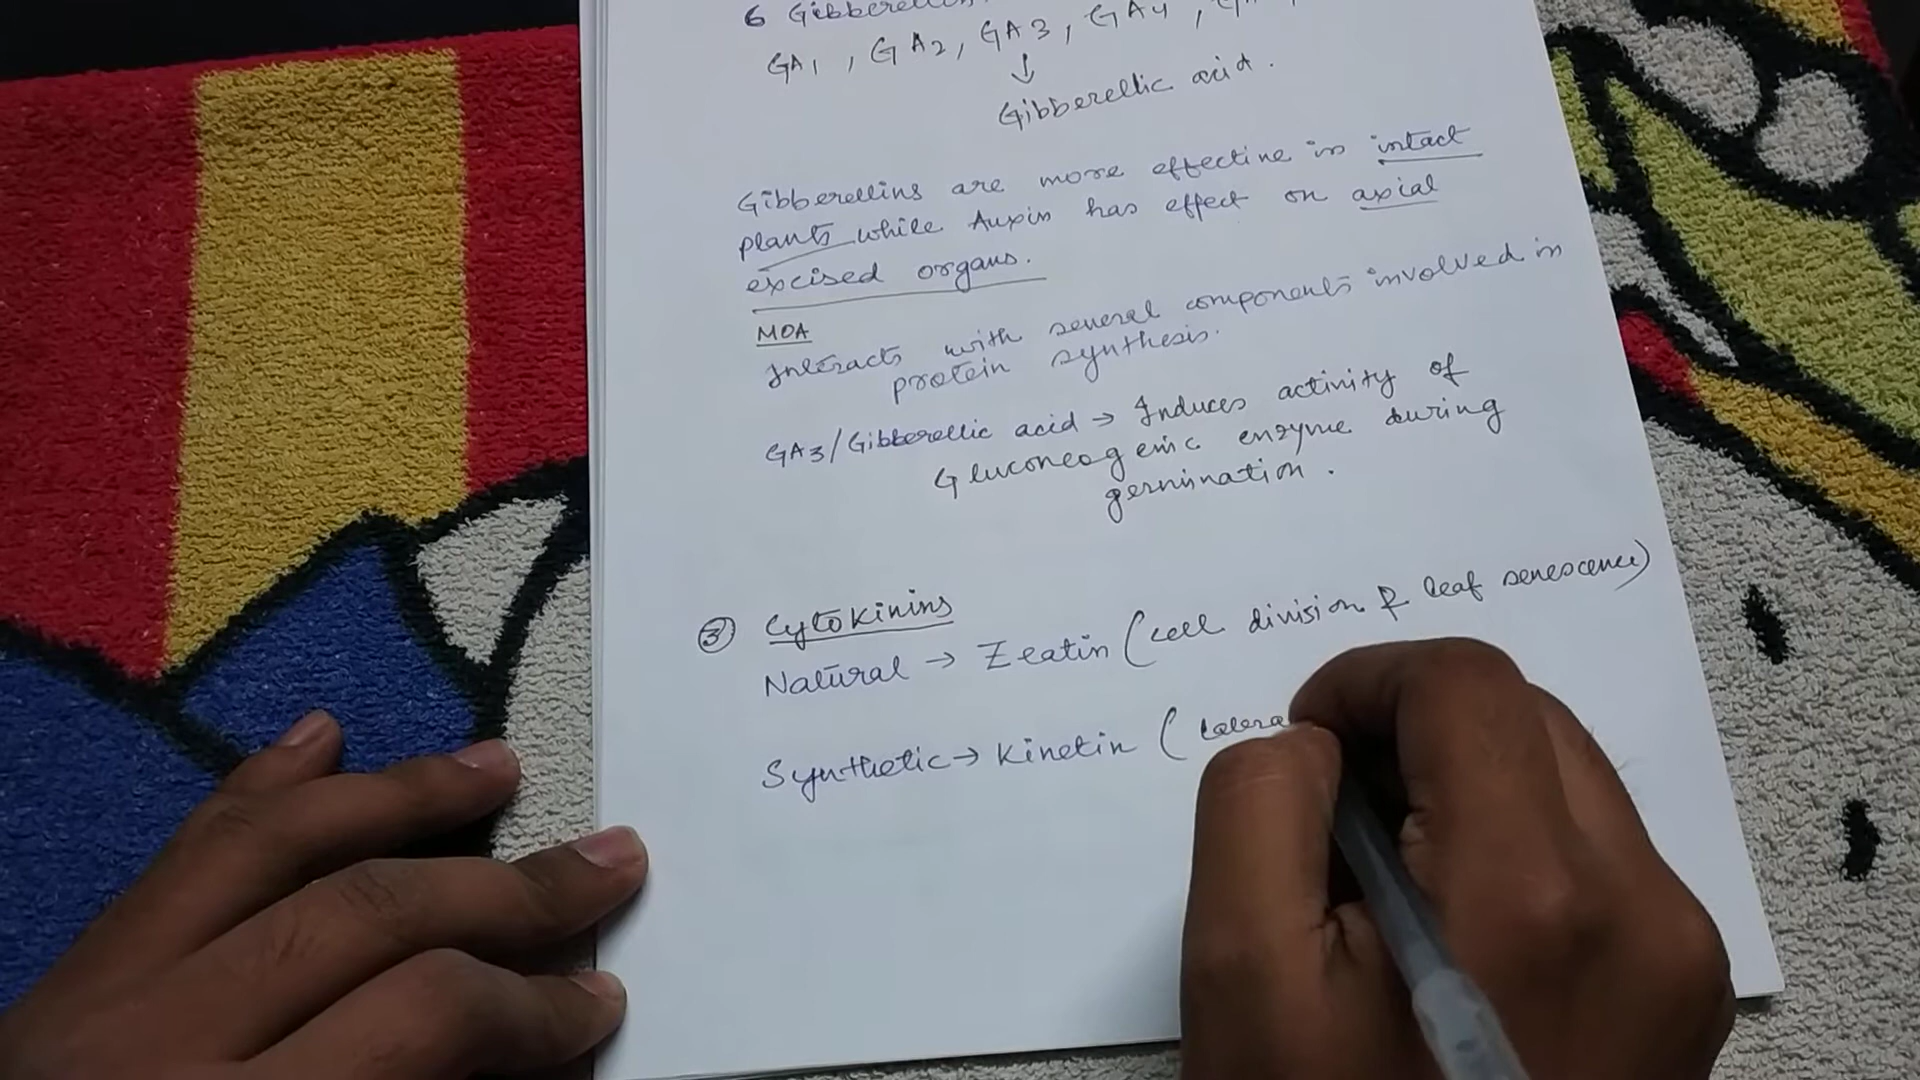 6 Gibberellin
GA1, GA2, GA3, GA4,
↓
Gibberellic acid.
Gibberellins are more effective in intact
plants while Auxin has effect on axial
excised organs.
MOA
Interacts with several components involved in
protein synthesis.
GA3/Gibberellic acid → Induces activity of
Gluconeogenic enzyme during
germination.
③ Cytokinins
Natural → Zeatin (cell division & leaf senescence)
Synthetic → Kinetin (